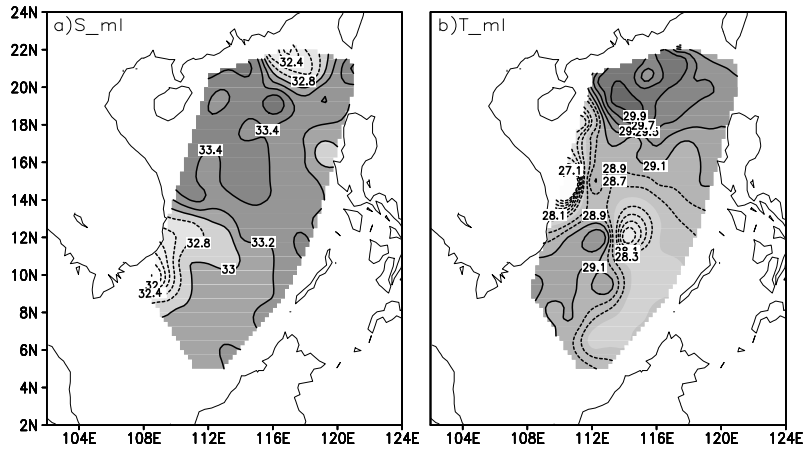 a)S_ml
b)T_ml
24N
22N
20N
18N
16N
14N
12N
10N
8N
6N
4N
2N
32.4
32.8
33.4
33.4
32.8
33.2
33
32
32.4
29.9
29.7
29.1
27.1
28.9
28.7
28.1
28.9
28.1
28.3
29.1
104E
108E
112E
116E
120E
124E
104E
108E
112E
116E
120E
124E